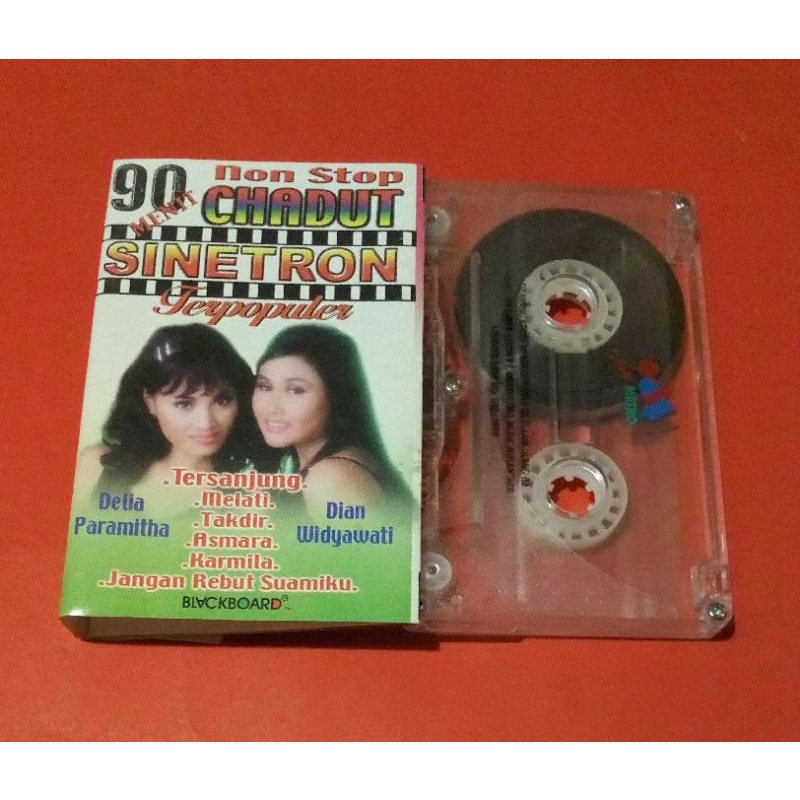 90
MENIT
Non Stop
CHADUT
SINETRON
Terpopuler
.Tersanjung.
.Melati.
.Takdir.
.Asmara.
.Karmila.
.Jangan Rebut Suamiku.
Delia
Paramitha
Dian
Widyawati
BLACKBOARD®